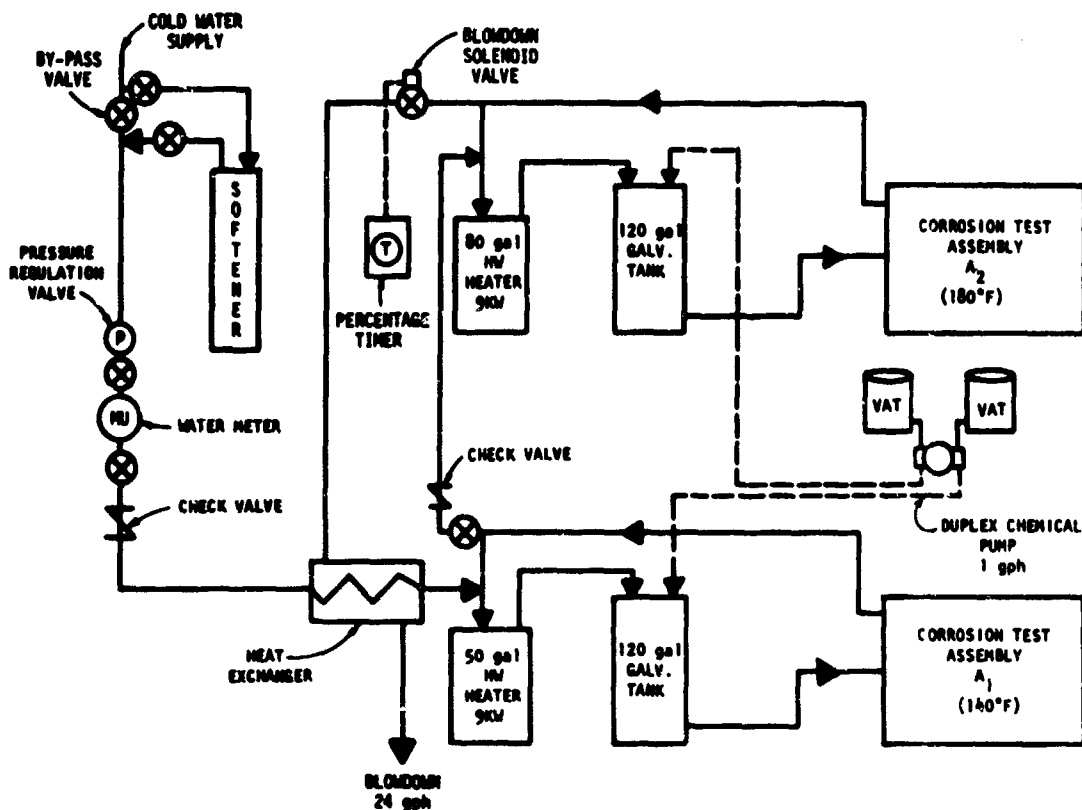 COLD WATER
SUPPLY
BY-PASS
VALVE
BLOWDOWN
SOLENOID
VALVE
SOFTENER
T
PERCENTAGE
TIMER
80 gal
HW
HEATER
9KW
120 gal
GALV.
TANK
CORROSION TEST
ASSEMBLY
A2
(180°F)
PRESSURE
REGULATION
VALVE
P
MU
WATER METER
VAT
VAT
CHECK VALVE
CHECK VALVE
DUPLEX CHEMICAL
PUMP
1 gph
HEAT
EXCHANGER
50 gal
HW
HEATER
9KW
120 gal
GALV.
TANK
CORROSION TEST
ASSEMBLY
A1
(140°F)
BLOWDOWN
24 gph